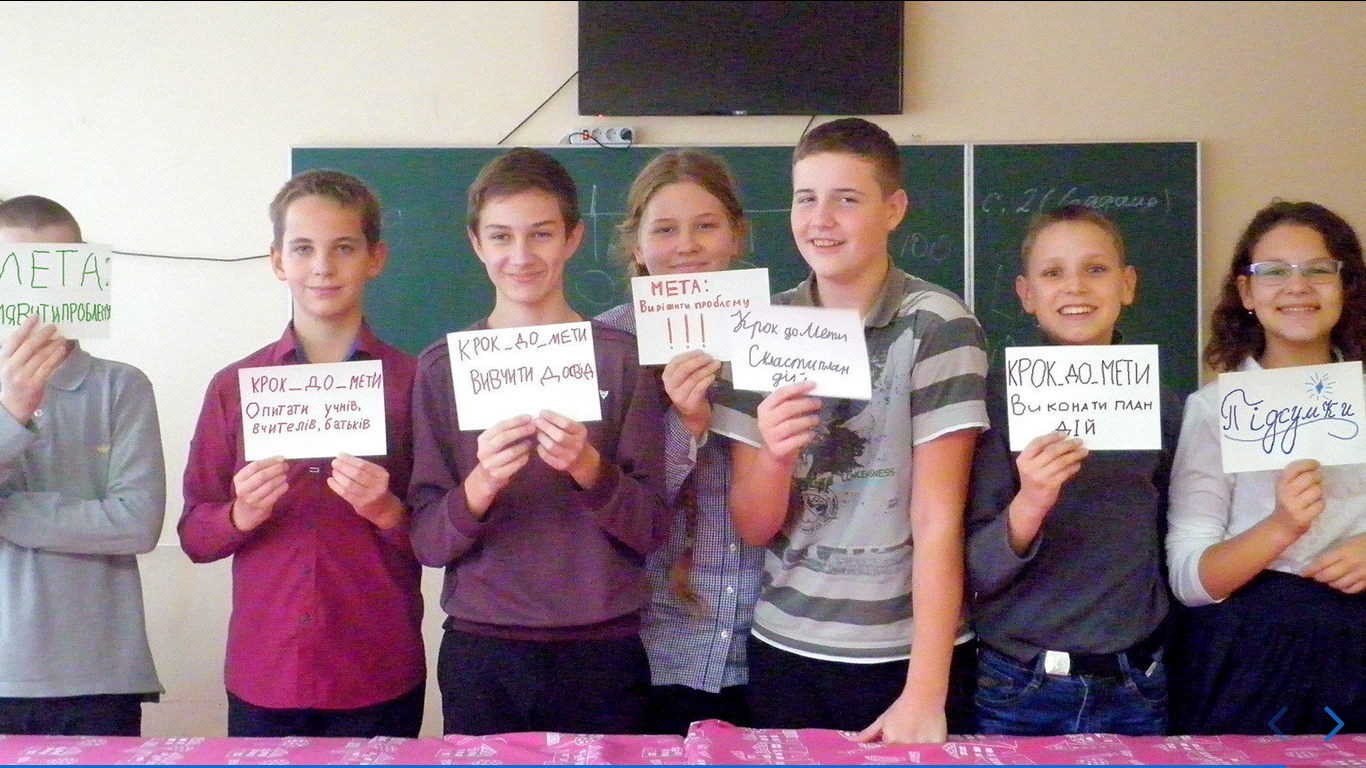 МЕТА:
КРОК_ДО_МЕТИ
Опитати учнів,
вчителів, батьків
КРОК_ДО_МЕТИ
ВИВЧИТИ ДОСВІД
МЕТА:
Вирішити проблему
!!!
Крок до Мети
Скласти план
дій
КРОК_ДО_МЕТИ
Виконати план
дій
Підсумки
100